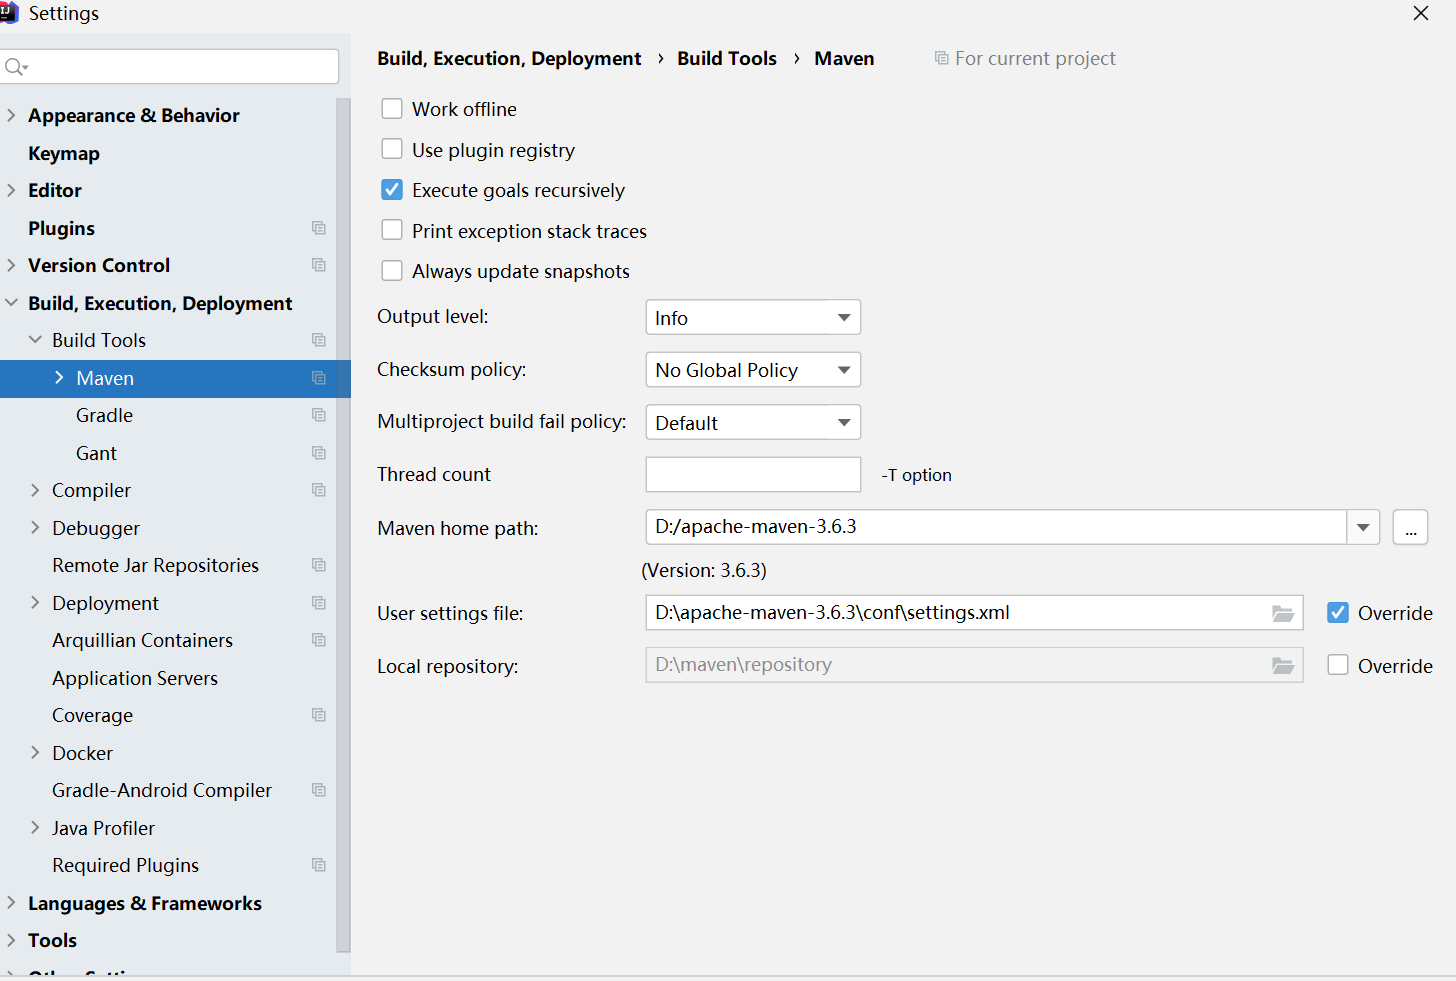 Settings
Appearance & Behavior
Keymap
Editor
Plugins
Version Control
Build, Execution, Deployment
Build Tools
Maven
Gradle
Gant
Compiler
Debugger
Remote Jar Repositories
Deployment
Arquillian Containers
Application Servers
Coverage
Docker
Gradle-Android Compiler
Java Profiler
Required Plugins
Languages & Frameworks
Tools
Build, Execution, Deployment › Build Tools › Maven For current project
Work offline
Use plugin registry
Execute goals recursively
Print exception stack traces
Always update snapshots
Output level: Info
Checksum policy: No Global Policy
Multiproject build fail policy: Default
Thread count -T option
Maven home path: D:/apache-maven-3.6.3 ...
(Version: 3.6.3)
User settings file: D:\apache-maven-3.6.3\conf\settings.xml Override
Local repository: D:\maven\repository Override